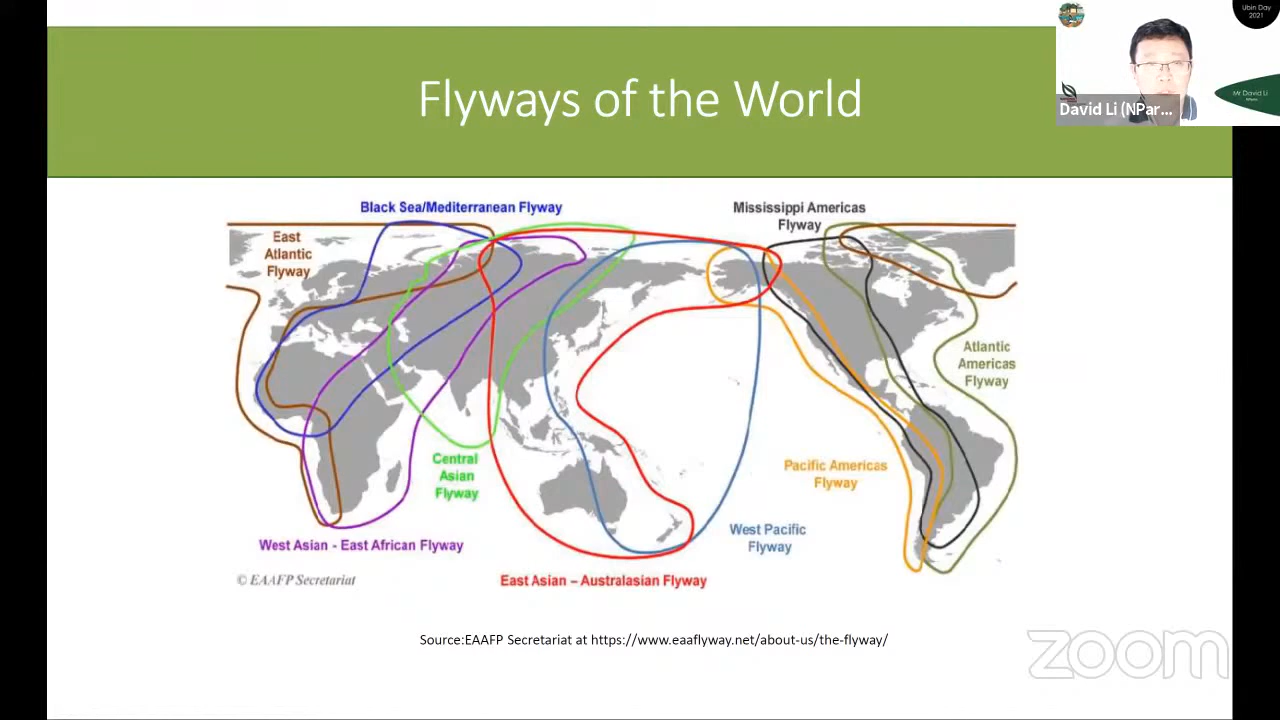 Flyways of the World
Ubin Day
2021
Mr David Li
David Li (NPar...
Black Sea/Mediterranean Flyway
Mississippi Americas
Flyway
East
Atlantic
Flyway
Atlantic
Americas
Flyway
Central
Asian
Flyway
Pacific Americas
Flyway
West Pacific
Flyway
West Asian - East African Flyway
© EAAFP Secretariat
East Asian – Australasian Flyway
Source:EAAFP Secretariat at https://www.eaaflyway.net/about-us/the-flyway/
zoom